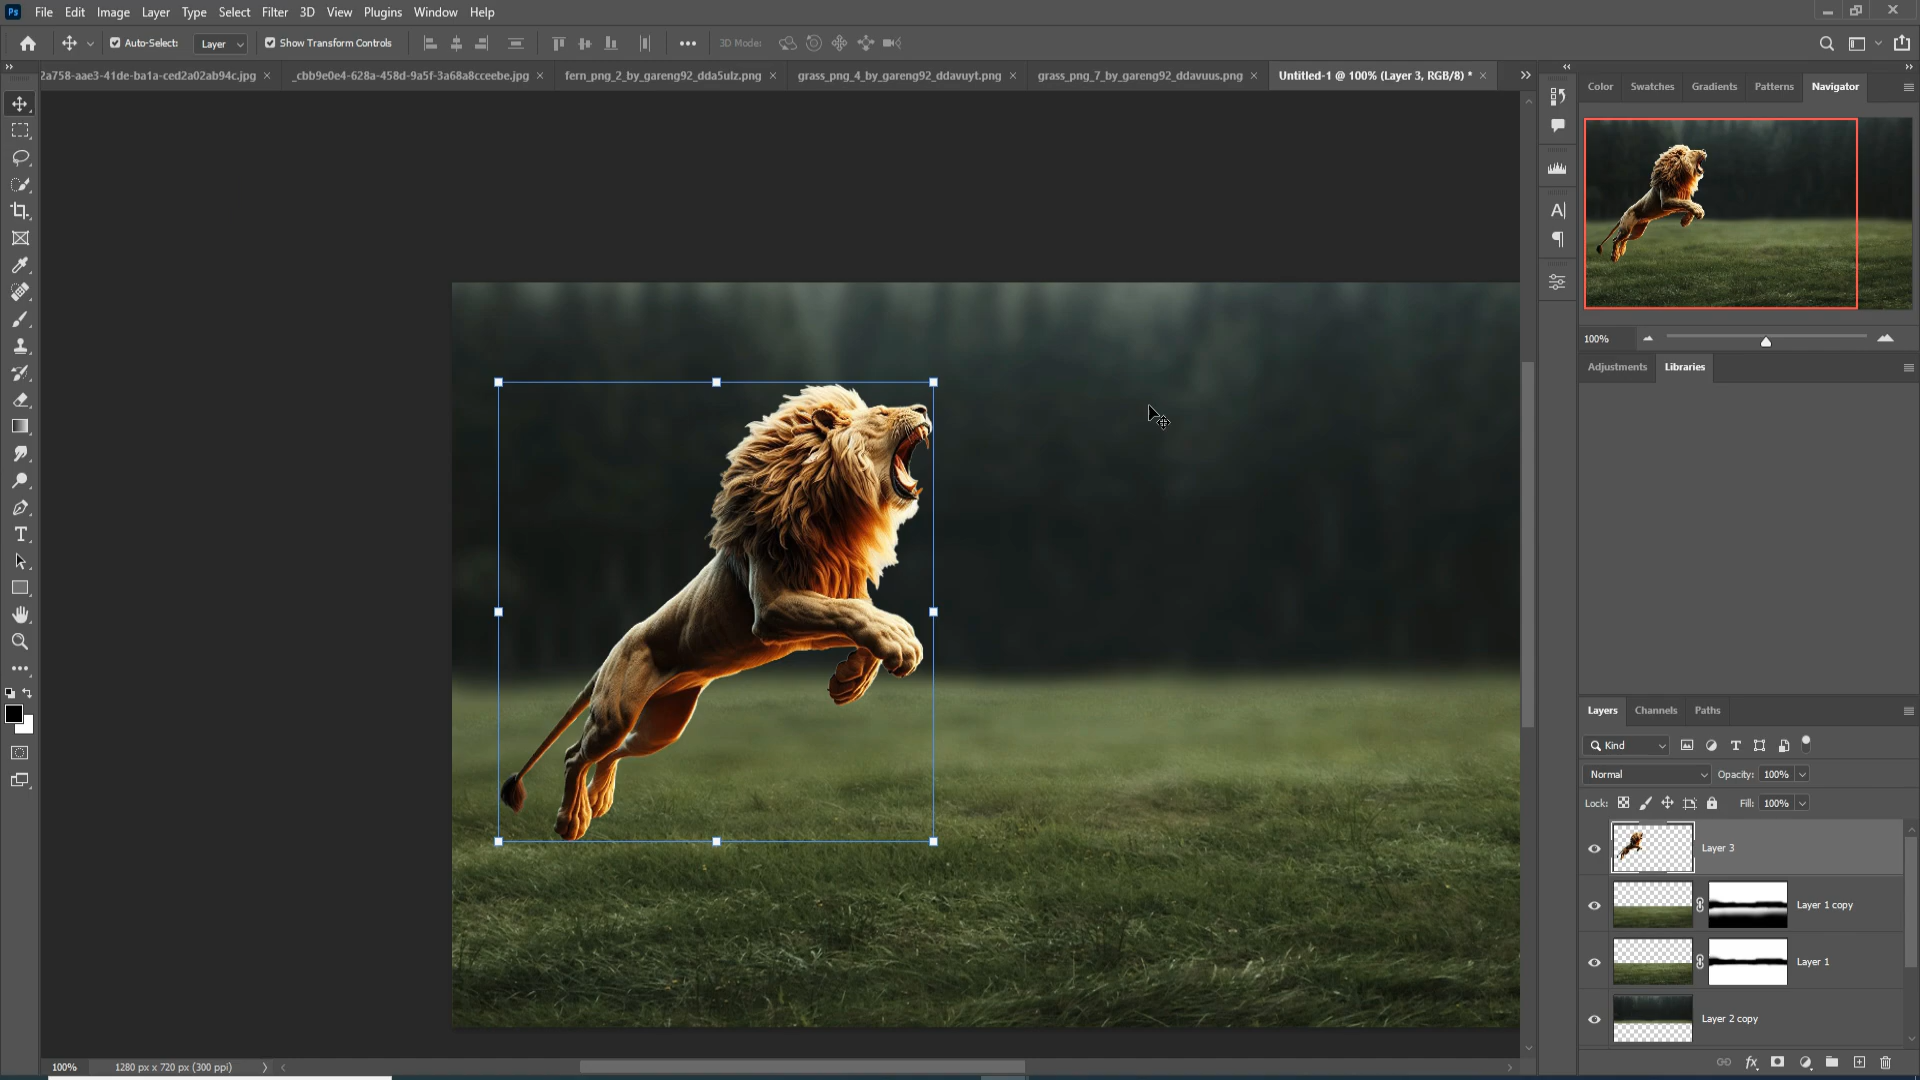 Ps File Edit Image Layer Type Select Filter 3D View Plugins Window Help
Auto-Select: Layer Show Transform Controls 3D Mode:
2a758-aae3-41de-ba1a-ced2a02ab94c.jpg × _cbb9e0e4-628a-458d-9a5f-3a68a8cceebe.jpg × fern_png_2_by_gareng92_dda5ulz.png × grass_png_4_by_gareng92_ddavuyt.png × grass_png_7_by_gareng92_ddavuus.png × Untitled-1 @ 100% (Layer 3, RGB/8) * ×
Color Swatches Gradients Patterns Navigator
100%
Adjustments Libraries
Layers Channels Paths
Kind
Normal Opacity: 100%
Lock: Fill: 100%
Layer 3
Layer 1 copy
Layer 1
Layer 2 copy
100% 1280 px x 720 px (300 ppi)